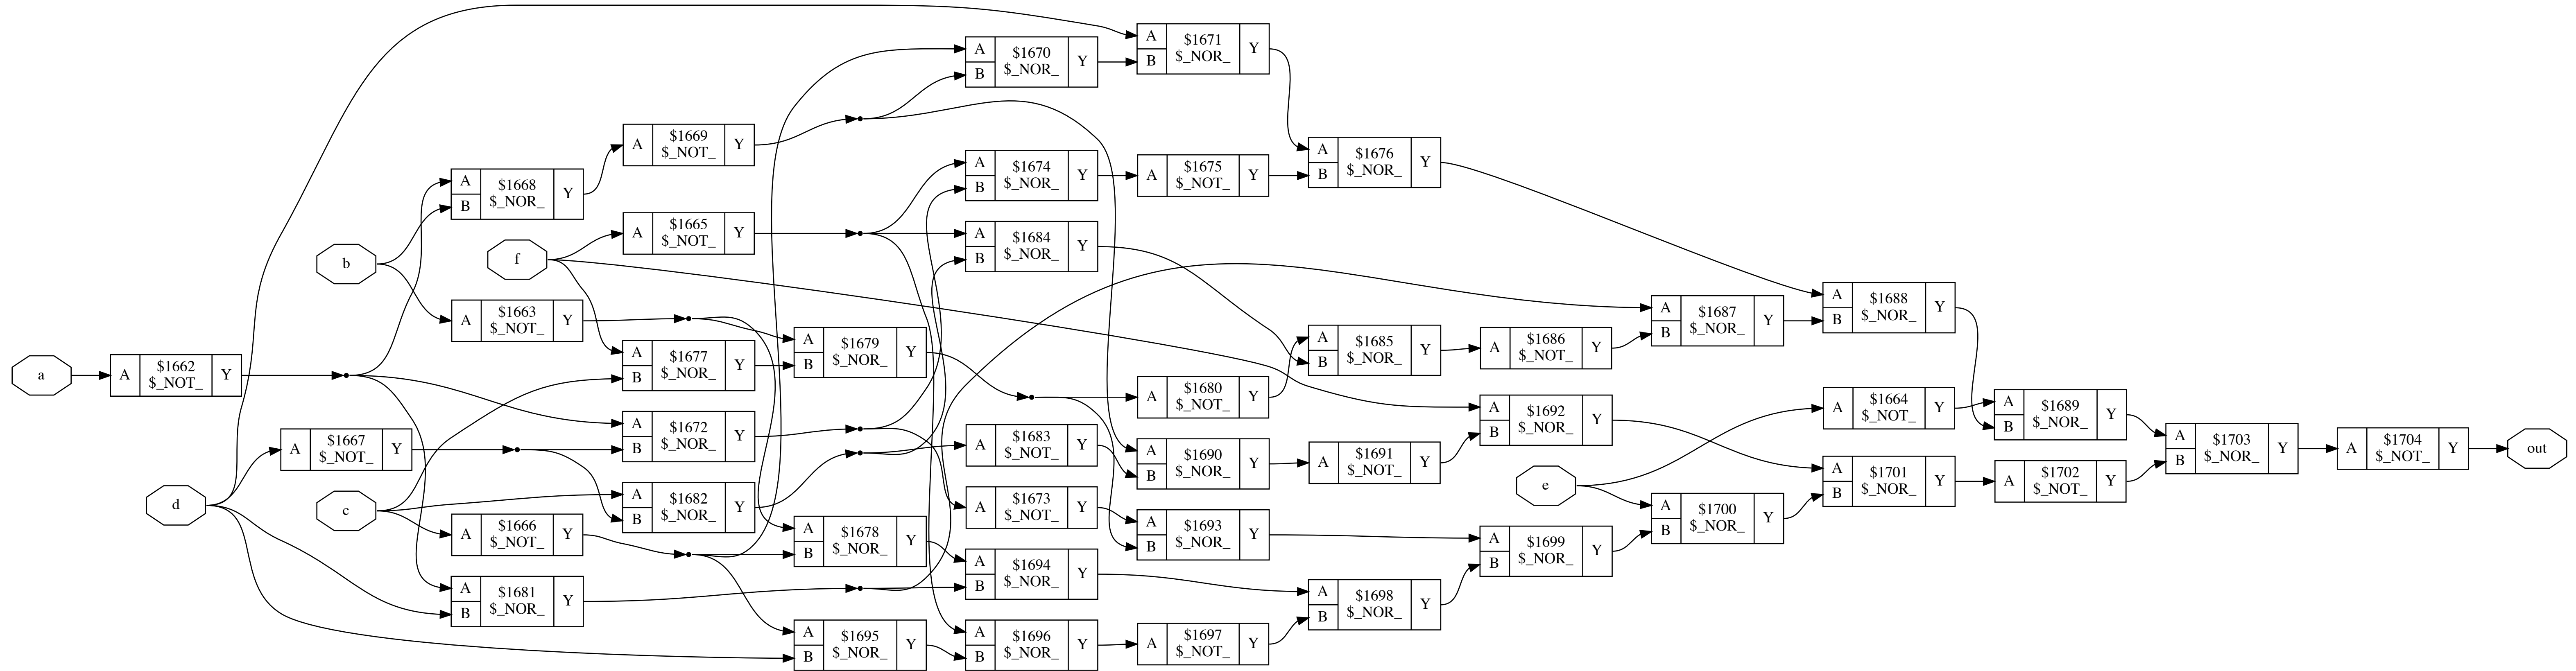 $1671
A $_NOR_ Y
B
$1670
A $_NOR_ Y
B
$1669
A $_NOT_ Y
$1676
A $_NOR_ Y
B
$1668
A $_NOR_ Y
B
$1674
A $_NOR_ Y
B
$1675
A $_NOT_ Y
b
f
$1665
A $_NOT_ Y
$1684
A $_NOR_ Y
B
$1663
A $_NOT_ Y
$1687
A $_NOR_ Y
B
$1688
A $_NOR_ Y
B
a
$1662
A $_NOT_ Y
$1677
A $_NOR_ Y
B
$1679
A $_NOR_ Y
B
$1685
A $_NOR_ Y
B
$1686
A $_NOT_ Y
$1680
A $_NOT_ Y
$1692
A $_NOR_ Y
B
$1664
A $_NOT_ Y
$1689
A $_NOR_ Y
B
$1667
A $_NOT_ Y
$1672
A $_NOR_ Y
B
$1683
A $_NOT_ Y
$1690
A $_NOR_ Y
B
$1691
A $_NOT_ Y
$1703
A $_NOR_ Y
B
$1704
A $_NOT_ Y
out
d
c
$1682
A $_NOR_ Y
B
$1673
A $_NOT_ Y
e
$1701
A $_NOR_ Y
B
$1702
A $_NOT_ Y
$1666
A $_NOT_ Y
$1678
A $_NOR_ Y
B
$1693
A $_NOR_ Y
B
$1699
A $_NOR_ Y
B
$1700
A $_NOR_ Y
B
$1681
A $_NOR_ Y
B
$1694
A $_NOR_ Y
B
$1698
A $_NOR_ Y
B
$1695
A $_NOR_ Y
B
$1696
A $_NOR_ Y
B
$1697
A $_NOT_ Y